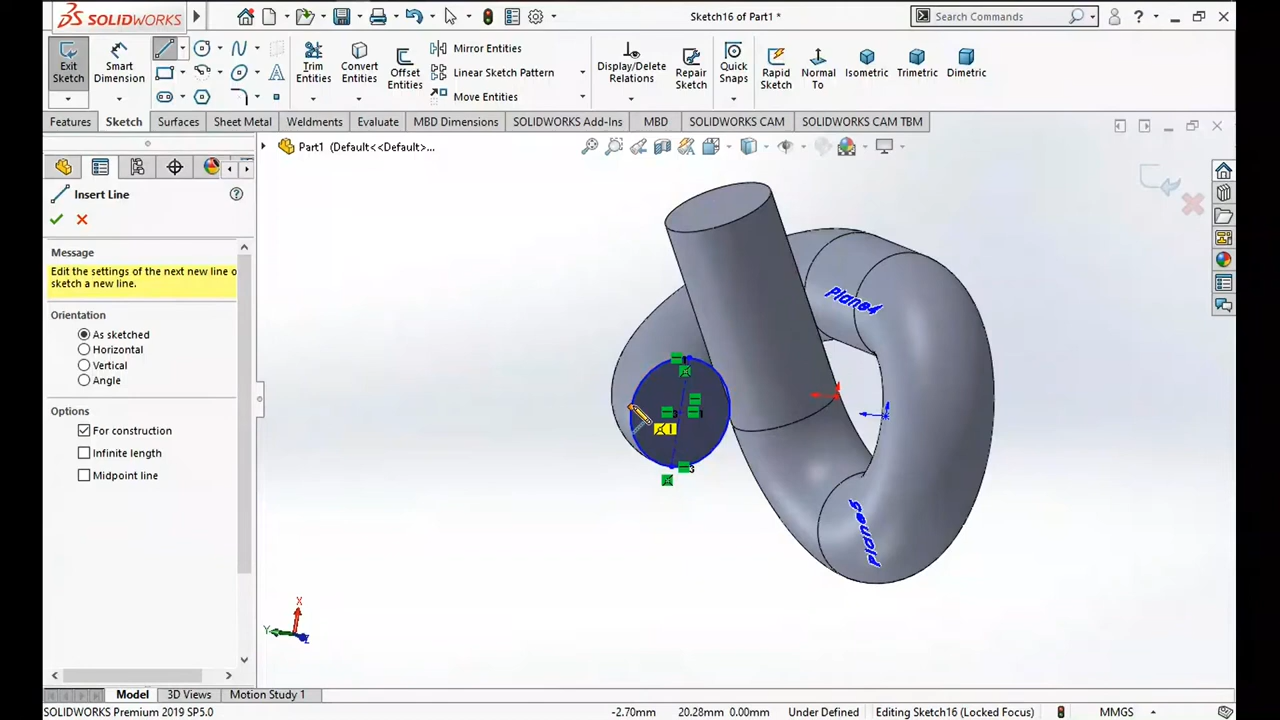 SOLIDWORKS
Sketch16 of Part1 *
Search Commands
?
Exit Sketch
Smart Dimension
Trim Entities
Convert Entities
Offset Entities
Mirror Entities
Linear Sketch Pattern
Move Entities
Display/Delete Relations
Repair Sketch
Quick Snaps
Rapid Sketch
Normal To
Isometric
Trimetric
Dimetric
Features
Sketch
Surfaces
Sheet Metal
Weldments
Evaluate
MBD Dimensions
SOLIDWORKS Add-Ins
MBD
SOLIDWORKS CAM
SOLIDWORKS CAM TBM
Part1 (Default<<Default>...
Insert Line
?
Message
Edit the settings of the next new line o
sketch a new line.
Orientation
As sketched
Horizontal
Vertical
Angle
Options
For construction
Infinite length
Midpoint line
Plane4
X
Y
Z
Model
3D Views
Motion Study 1
SOLIDWORKS Premium 2019 SP5.0
-2.70mm
20.28mm
0.00mm
Under Defined
Editing Sketch16 (Locked Focus)
MMGS